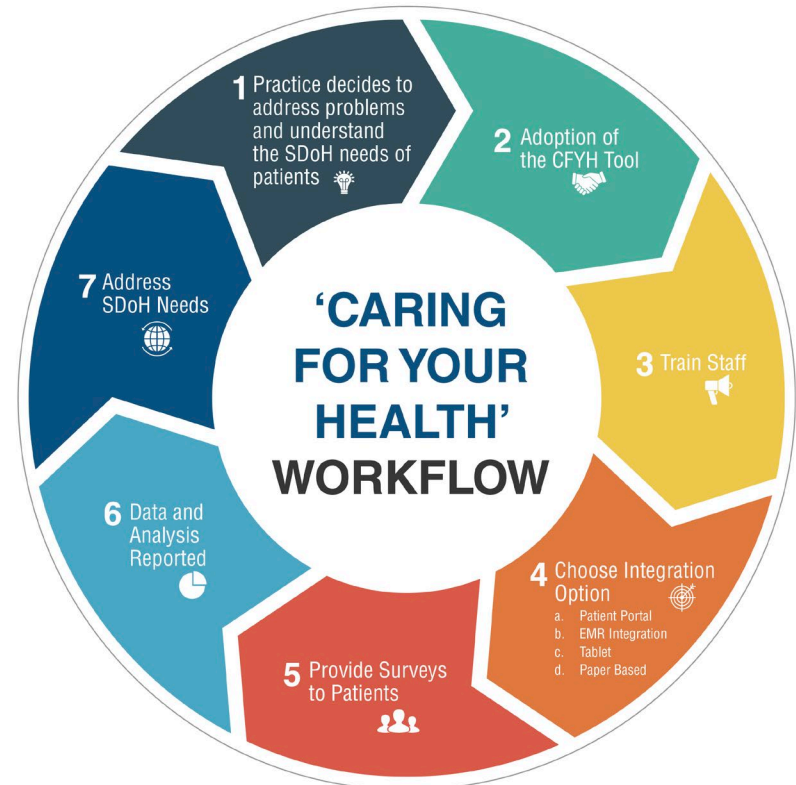 ‘CARING
FOR YOUR
HEALTH’
WORKFLOW
1 Practice decides to
address problems
and understand
the SDoH needs of
patients
2 Adoption of
the CFYH Tool
3 Train Staff
4 Choose Integration
Option
a. Patient Portal
b. EMR Integration
c. Tablet
d. Paper Based
5 Provide Surveys
to Patients
6 Data and
Analysis
Reported
7 Address
SDoH Needs